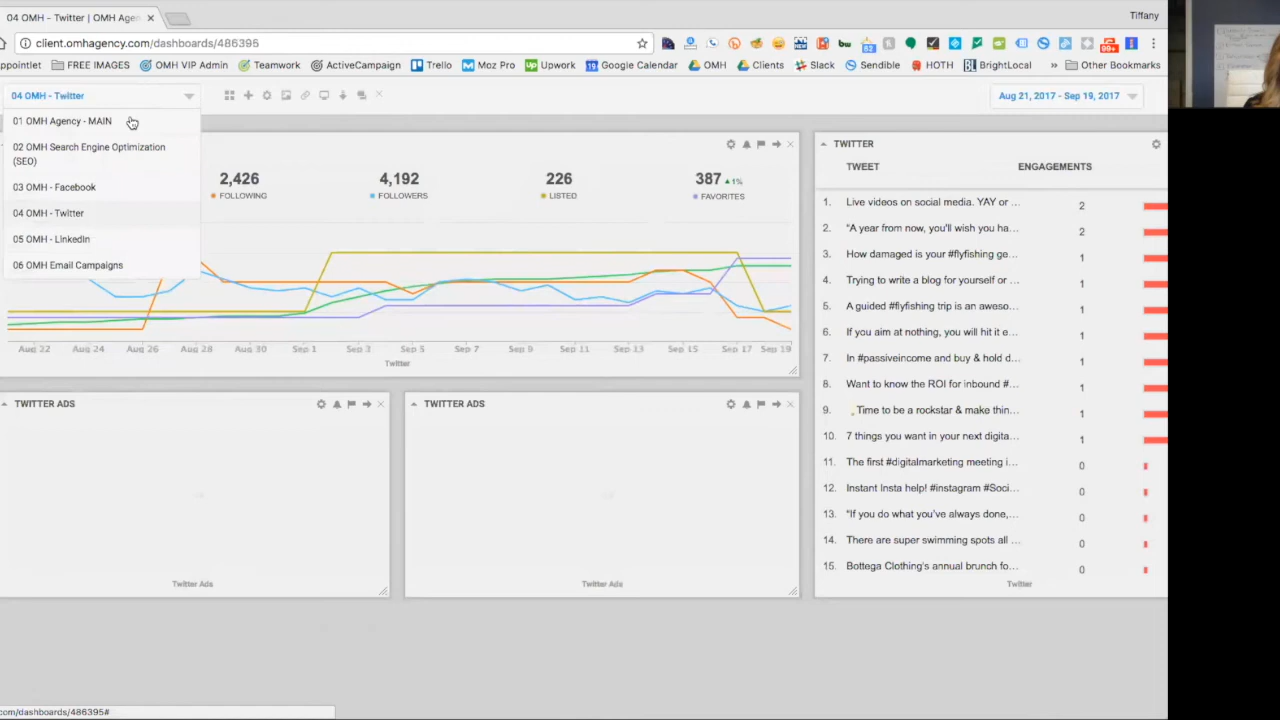 04 OMH - Twitter | OMH Agen
Tiffany
client.omhagency.com/dashboards/486395
99+
bw
ppointlet
FREE IMAGES
OMH VIP Admin
Teamwork
ActiveCampaign
Trello
Moz Pro
Upwork
Google Calendar
OMH
Clients
Slack
Sendible
HOTH
BrightLocal
»
Other Bookmarks
04 OMH - Twitter
Aug 21, 2017 - Sep 19, 2017
01 OMH Agency - MAIN
02 OMH Search Engine Optimization
(SEO)
03 OMH - Facebook
04 OMH - Twitter
05 OMH - LinkedIn
06 OMH Email Campaigns
2,426
FOLLOWING
4,192
FOLLOWERS
226
LISTED
387 ▲1%
FAVORITES
Aug 22
Aug 24
Aug 26
Aug 28
Aug 30
Sep 1
Sep 3
Sep 5
Sep 7
Sep 9
Sep 11
Sep 13
Sep 15
Sep 17
Sep 19
Twitter
TWITTER
TWEET ENGAGEMENTS
1. Live videos on social media. YAY or ... 2
2. "A year from now, you'll wish you ha... 2
3. How damaged is your #flyfishing ge... 1
4. Trying to write a blog for yourself or ... 1
5. A guided #flyfishing trip is an aweso... 1
6. If you aim at nothing, you will hit it e... 1
7. In #passiveincome and buy & hold d... 1
8. Want to know the ROI for inbound #... 1
9. Time to be a rockstar & make thin... 1
10. 7 things you want in your next digita... 1
11. The first #digitalmarketing meeting i... 0
12. Instant Insta help! #instagram #Soci... 0
13. "If you do what you've always done,... 0
14. There are super swimming spots all ... 0
15. Bottega Clothing's annual brunch fo... 0
Twitter
TWITTER ADS
Twitter Ads
TWITTER ADS
Twitter Ads
com/dashboards/486395#